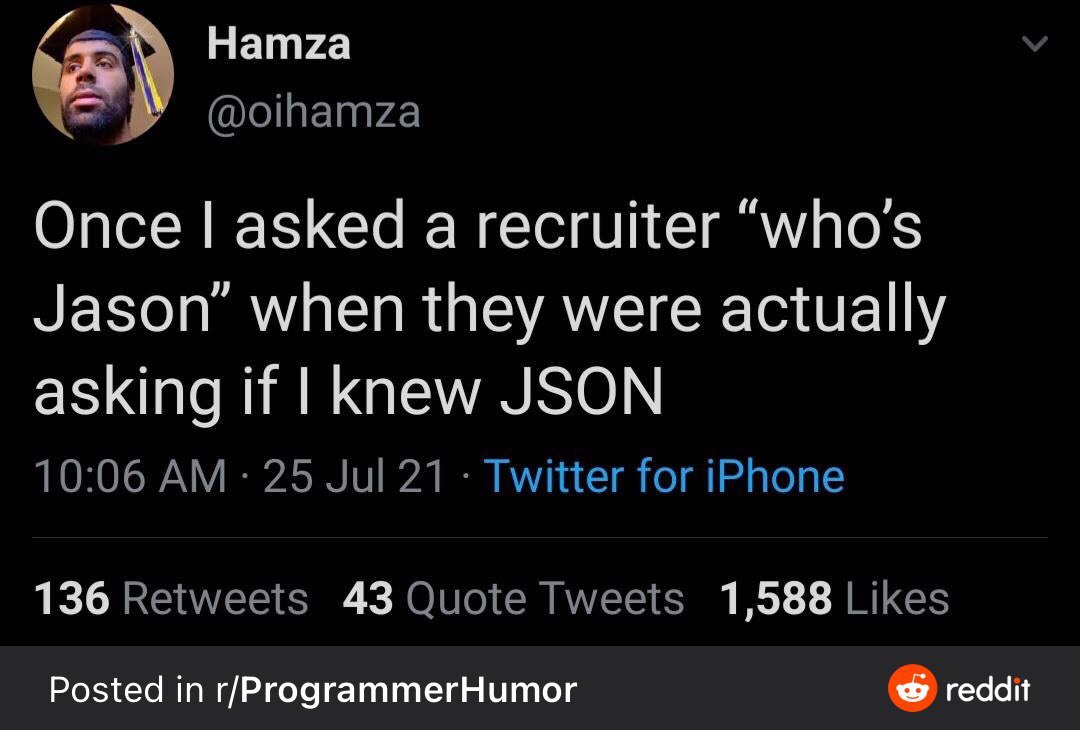 Hamza
@oihamza
Once I asked a recruiter “who’s
Jason” when they were actually
asking if I knew JSON
10:06 AM · 25 Jul 21 · Twitter for iPhone
136 Retweets 43 Quote Tweets 1,588 Likes
Posted in r/ProgrammerHumor reddit